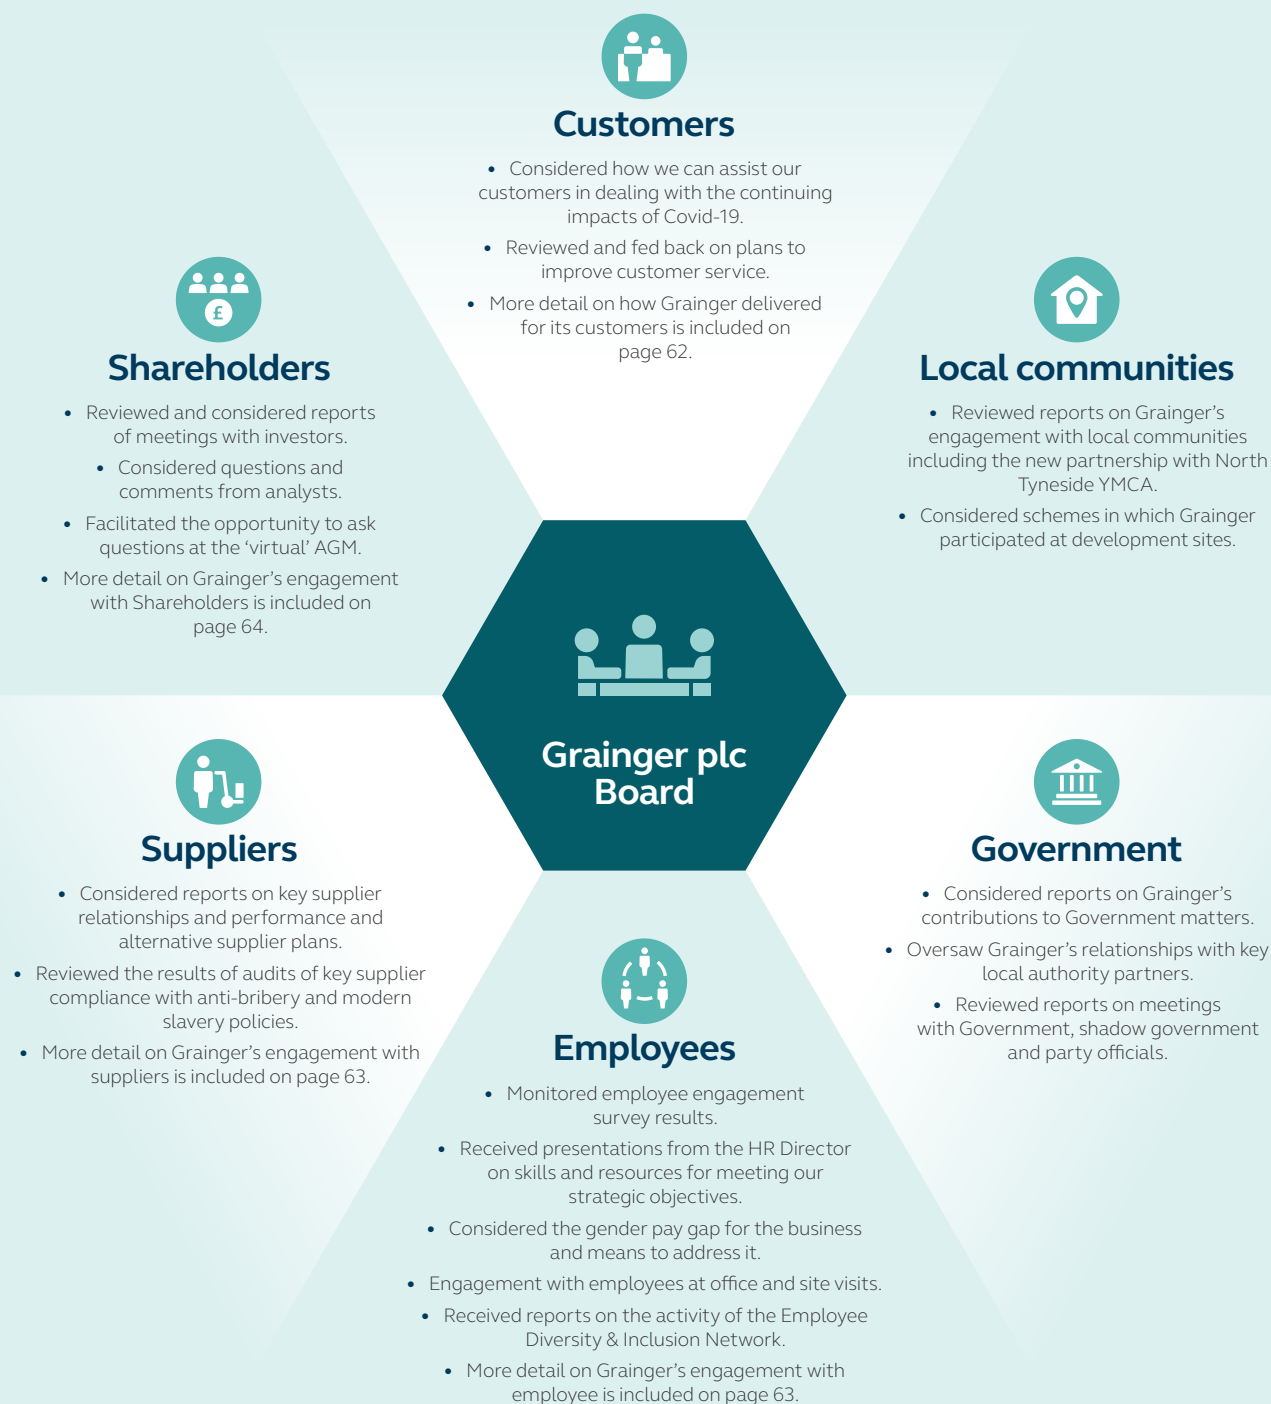 Customers
• Considered how we can assist our
customers in dealing with the continuing
impacts of Covid-19.
• Reviewed and fed back on plans to
improve customer service.
• More detail on how Grainger delivered
for its customers is included on
page 62.
Shareholders
• Reviewed and considered reports
of meetings with investors.
• Considered questions and
comments from analysts.
• Facilitated the opportunity to ask
questions at the ‘virtual’ AGM.
• More detail on Grainger’s engagement
with Shareholders is included on
page 64.
Local communities
• Reviewed reports on Grainger’s
engagement with local communities
including the new partnership with North
Tyneside YMCA.
• Considered schemes in which Grainger
participated at development sites.
Grainger plc
Board
Suppliers
• Considered reports on key supplier
relationships and performance and
alternative supplier plans.
• Reviewed the results of audits of key supplier
compliance with anti-bribery and modern
slavery policies.
• More detail on Grainger’s engagement with
suppliers is included on page 63.
Government
• Considered reports on Grainger’s
contributions to Government matters.
• Oversaw Grainger’s relationships with key
local authority partners.
• Reviewed reports on meetings
with Government, shadow government
and party officials.
Employees
• Monitored employee engagement
survey results.
• Received presentations from the HR Director
on skills and resources for meeting our
strategic objectives.
• Considered the gender pay gap for the business
and means to address it.
• Engagement with employees at office and site visits.
• Received reports on the activity of the Employee
Diversity & Inclusion Network.
• More detail on Grainger’s engagement with
employee is included on page 63.
£